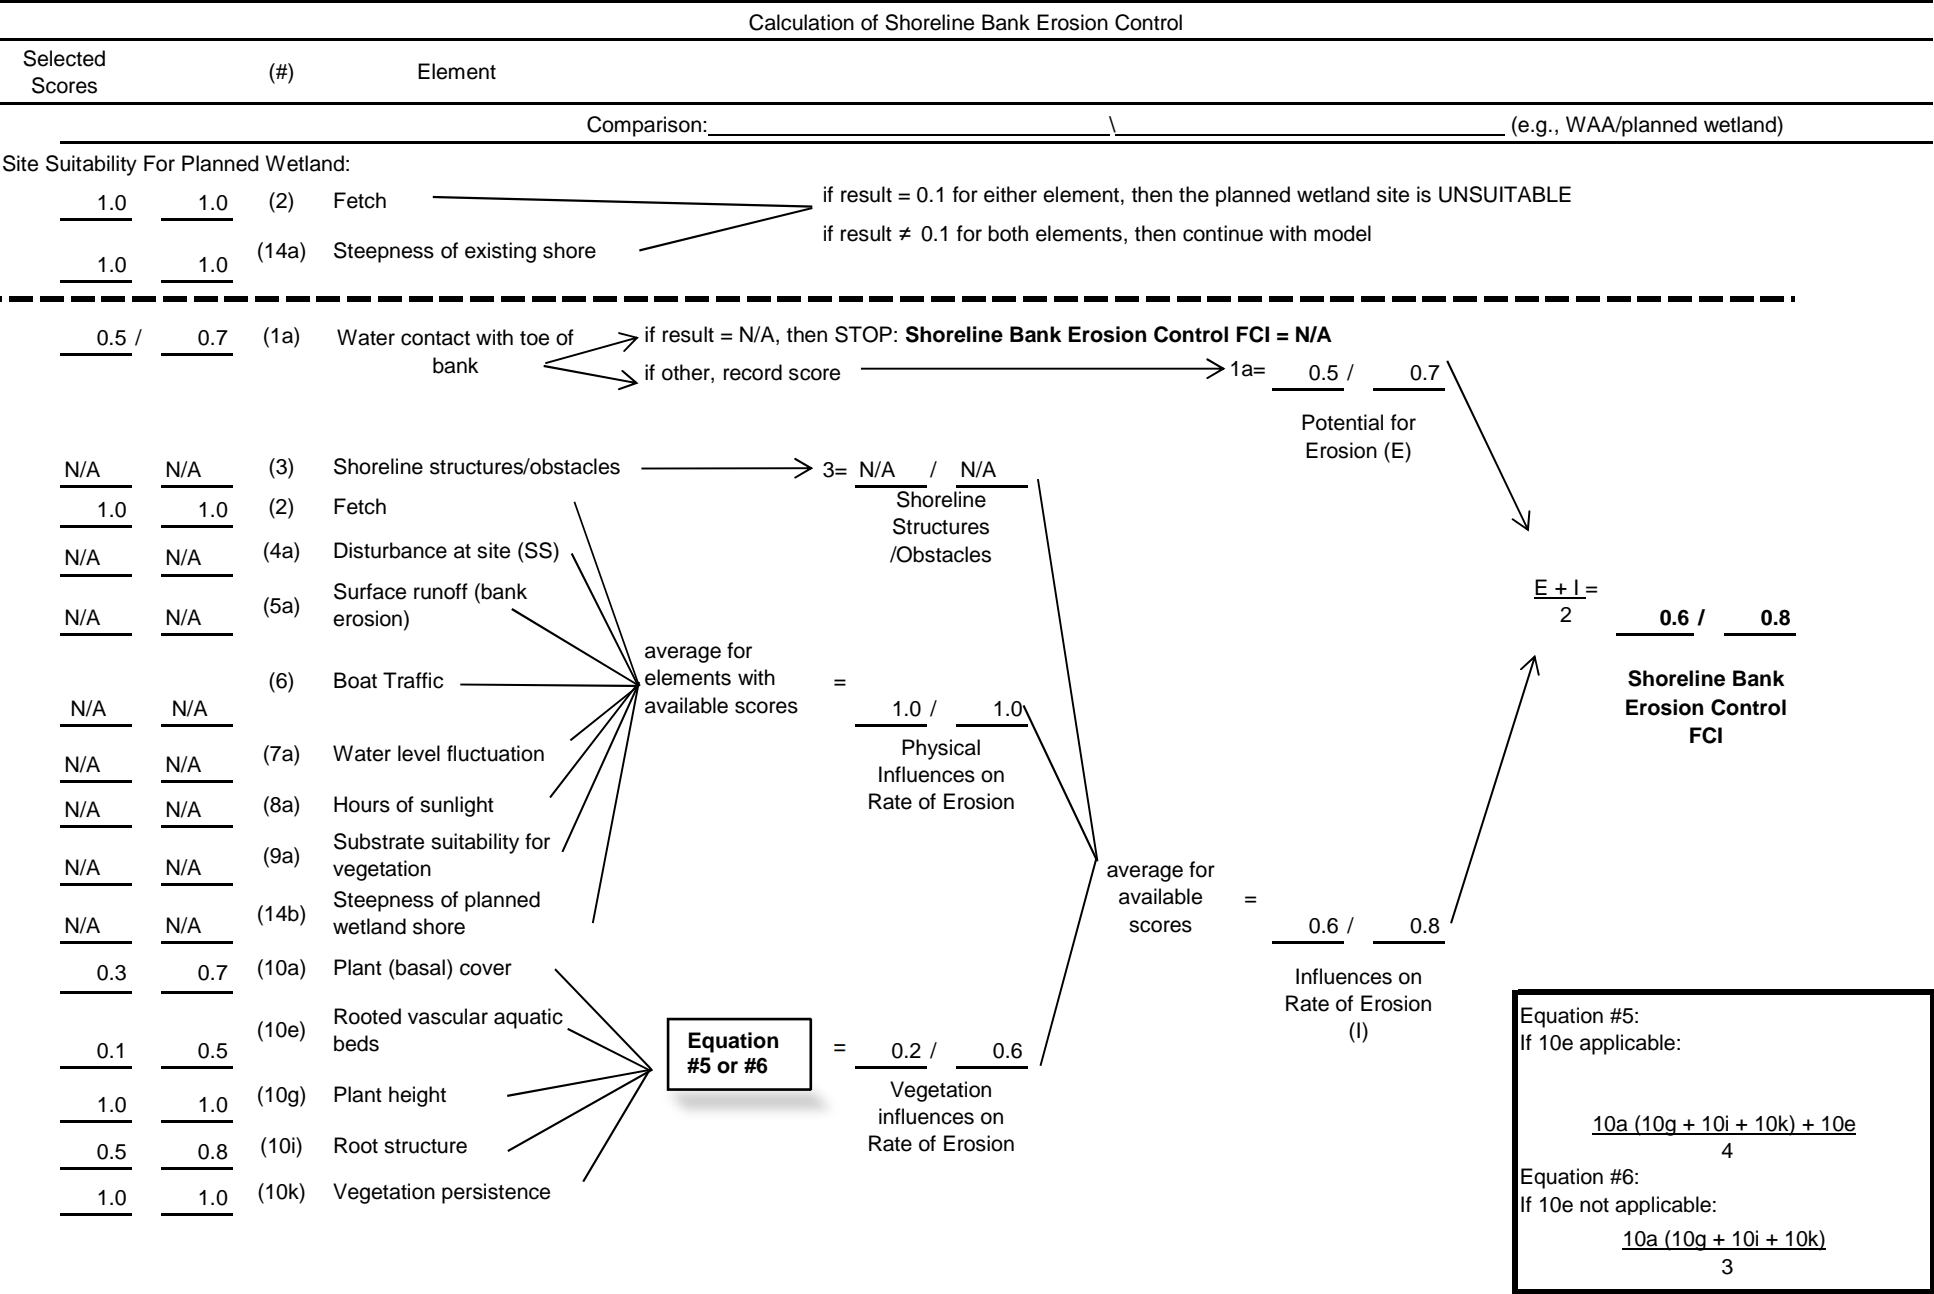 Calculation of Shoreline Bank Erosion Control
Selected
Scores
(#)
Element
Comparison: \ (e.g., WAA/planned wetland)
Site Suitability For Planned Wetland:
1.0 1.0 (2) Fetch
if result = 0.1 for either element, then the planned wetland site is UNSUITABLE
if result ≠ 0.1 for both elements, then continue with model
1.0 1.0 (14a) Steepness of existing shore
0.5 / 0.7 (1a) Water contact with toe of
bank
if result = N/A, then STOP: Shoreline Bank Erosion Control FCI = N/A
if other, record score
1a= 0.5 / 0.7
Potential for
Erosion (E)
N/A N/A (3) Shoreline structures/obstacles
3= N/A / N/A
Shoreline
Structures
/Obstacles
1.0 1.0 (2) Fetch
N/A N/A (4a) Disturbance at site (SS)
N/A N/A (5a) Surface runoff (bank
erosion)
E + I =
2
0.6 / 0.8
Shoreline Bank
Erosion Control
FCI
N/A N/A (6) Boat Traffic
average for
elements with
available scores
=
1.0 / 1.0
Physical
Influences on
Rate of Erosion
N/A N/A (7a) Water level fluctuation
N/A N/A (8a) Hours of sunlight
N/A N/A (9a) Substrate suitability for
vegetation
N/A N/A (14b) Steepness of planned
wetland shore
average for
available
scores
=
0.6 / 0.8
Influences on
Rate of Erosion
(I)
0.3 0.7 (10a) Plant (basal) cover
0.1 0.5 (10e) Rooted vascular aquatic
beds
Equation
#5 or #6
=
0.2 / 0.6
Vegetation
influences on
Rate of Erosion
1.0 1.0 (10g) Plant height
0.5 0.8 (10i) Root structure
1.0 1.0 (10k) Vegetation persistence
Equation #5:
If 10e applicable:
10a (10g + 10i + 10k) + 10e
4
Equation #6:
If 10e not applicable:
10a (10g + 10i + 10k)
3